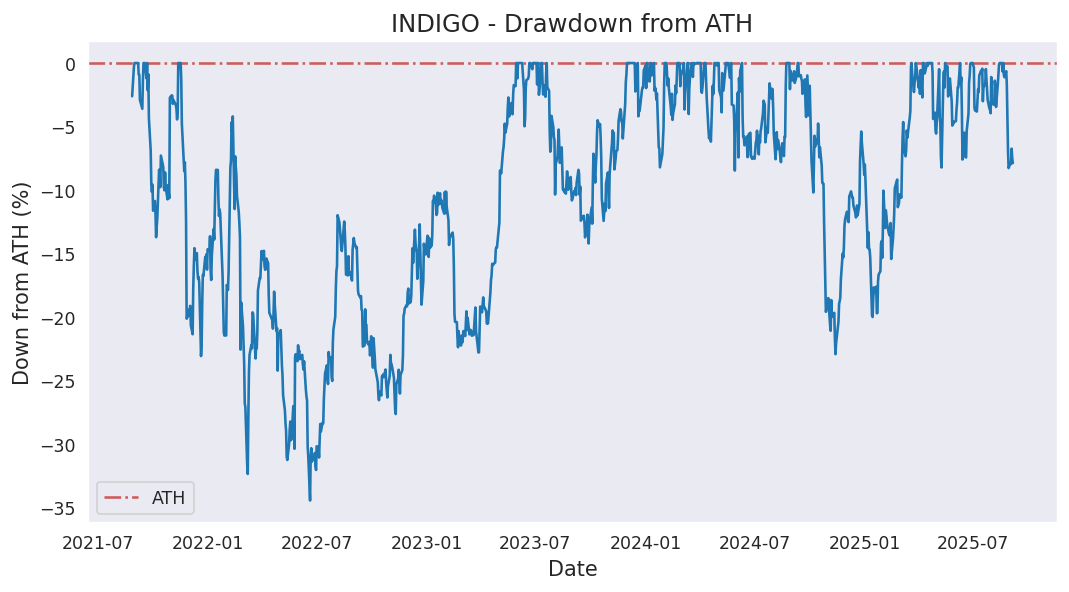 INDIGO - Drawdown from ATH
Down from ATH (%)
0
−5
−10
−15
−20
−25
−30
−35
ATH
2021-07 2022-01 2022-07 2023-01 2023-07 2024-01 2024-07 2025-01 2025-07
Date